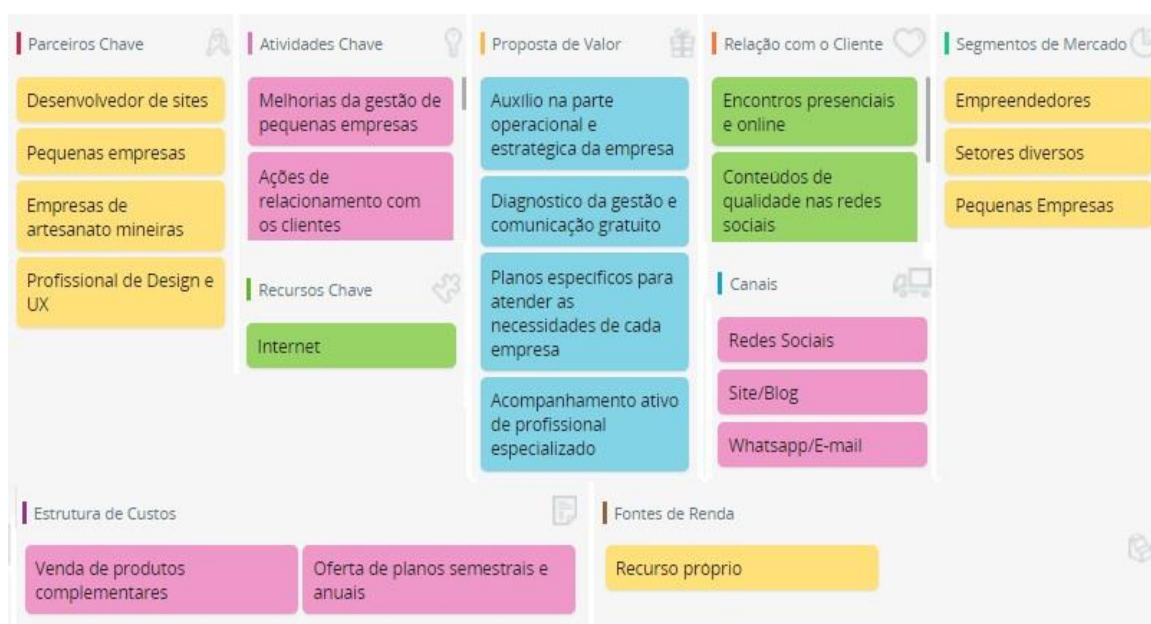 Parceiros Chave
Desenvolvedor de sites
Pequenas empresas
Empresas de
artesanato mineiras
Profissional de Design e
UX
Atividades Chave
Melhorias da gestão de
pequenas empresas
Ações de
relacionamento com
os clientes
Recursos Chave
Internet
Proposta de Valor
Auxílio na parte
operacional e
estratégica da empresa
Diagnostico da gestão e
comunicação gratuito
Planos específicos para
atender as
necessidades de cada
empresa
Acompanhamento ativo
de profissional
especializado
Relação com o Cliente
Encontros presenciais
e online
Conteúdos de
qualidade nas redes
sociais
Canais
Redes Sociais
Site/Blog
Whatsapp/E-mail
Segmentos de Mercado
Empreendedores
Setores diversos
Pequenas Empresas
Estrutura de Custos
Venda de produtos
complementares
Oferta de planos semestrais e
anuais
Fontes de Renda
Recurso próprio